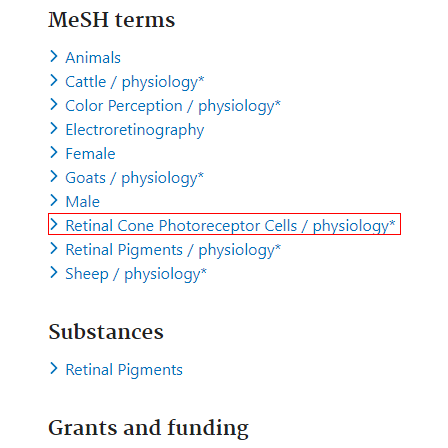 MeSH terms
Animals
Cattle / physiology*
Color Perception / physiology*
Electroretinography
Female
Goats / physiology*
Male
Retinal Cone Photoreceptor Cells / physiology*
Retinal Pigments / physiology*
Sheep / physiology*
Substances
Retinal Pigments
Grants and funding